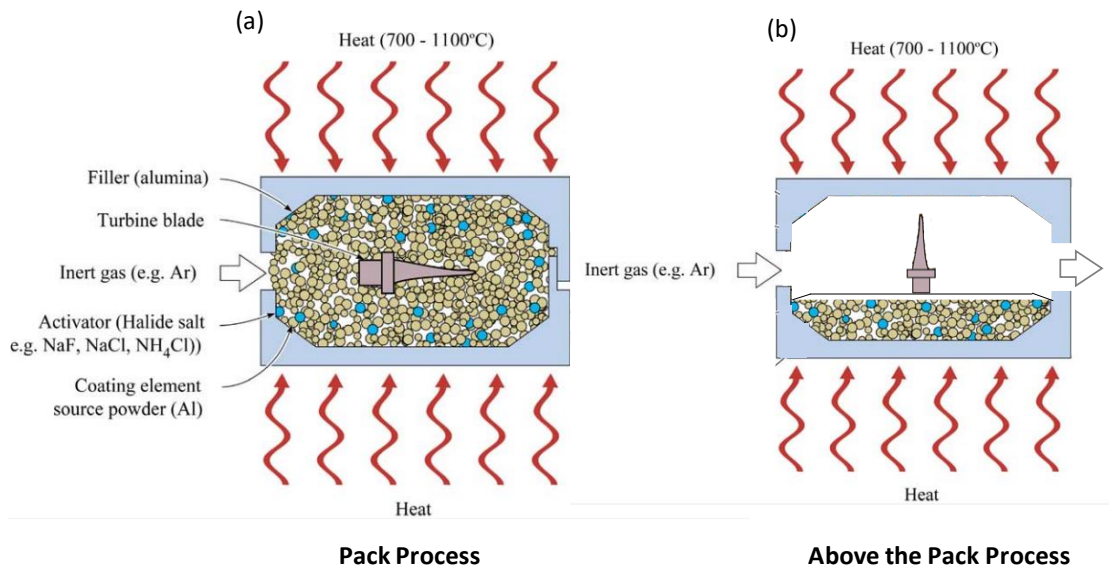 (a)
Heat (700 - 1100ºC)
Filler (alumina)
Turbine blade
Inert gas (e.g. Ar)
Activator (Halide salt
e.g. NaF, NaCl, NH₄Cl))
Coating element
source powder (Al)
Heat
Pack Process
(b)
Heat (700 - 1100ºC)
Inert gas (e.g. Ar)
Heat
Above the Pack Process